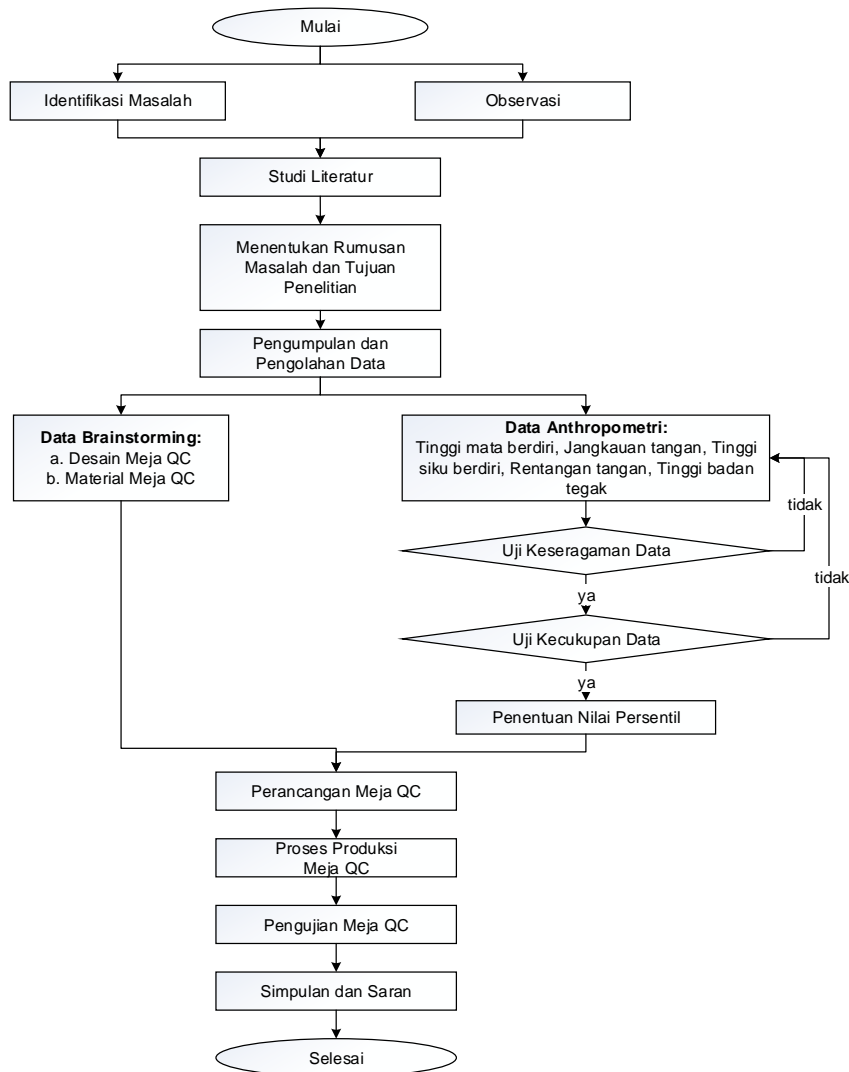 Mulai
Identifikasi Masalah
Observasi
Studi Literatur
Menentukan Rumusan
Masalah dan Tujuan
Penelitian
Pengumpulan dan
Pengolahan Data
Data Brainstorming:
a. Desain Meja QC
b. Material Meja QC
Data Anthropometri:
Tinggi mata berdiri, Jangkauan tangan, Tinggi
siku berdiri, Rentangan tangan, Tinggi badan
tegak
tidak
Uji Keseragaman Data
tidak
ya
Uji Kecukupan Data
ya
Penentuan Nilai Persentil
Perancangan Meja QC
Proses Produksi
Meja QC
Pengujian Meja QC
Simpulan dan Saran
Selesai